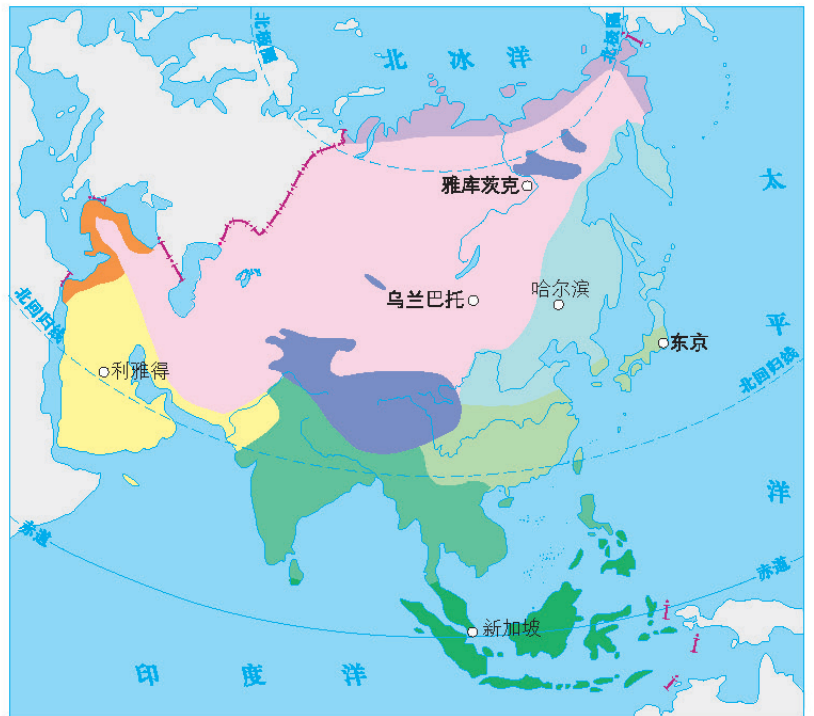 北极圈
北极圈
北冰洋
太平洋
雅库茨克
乌兰巴托
哈尔滨
东京
北回归线
北回归线
利雅得
赤道
赤道
新加坡
印度洋